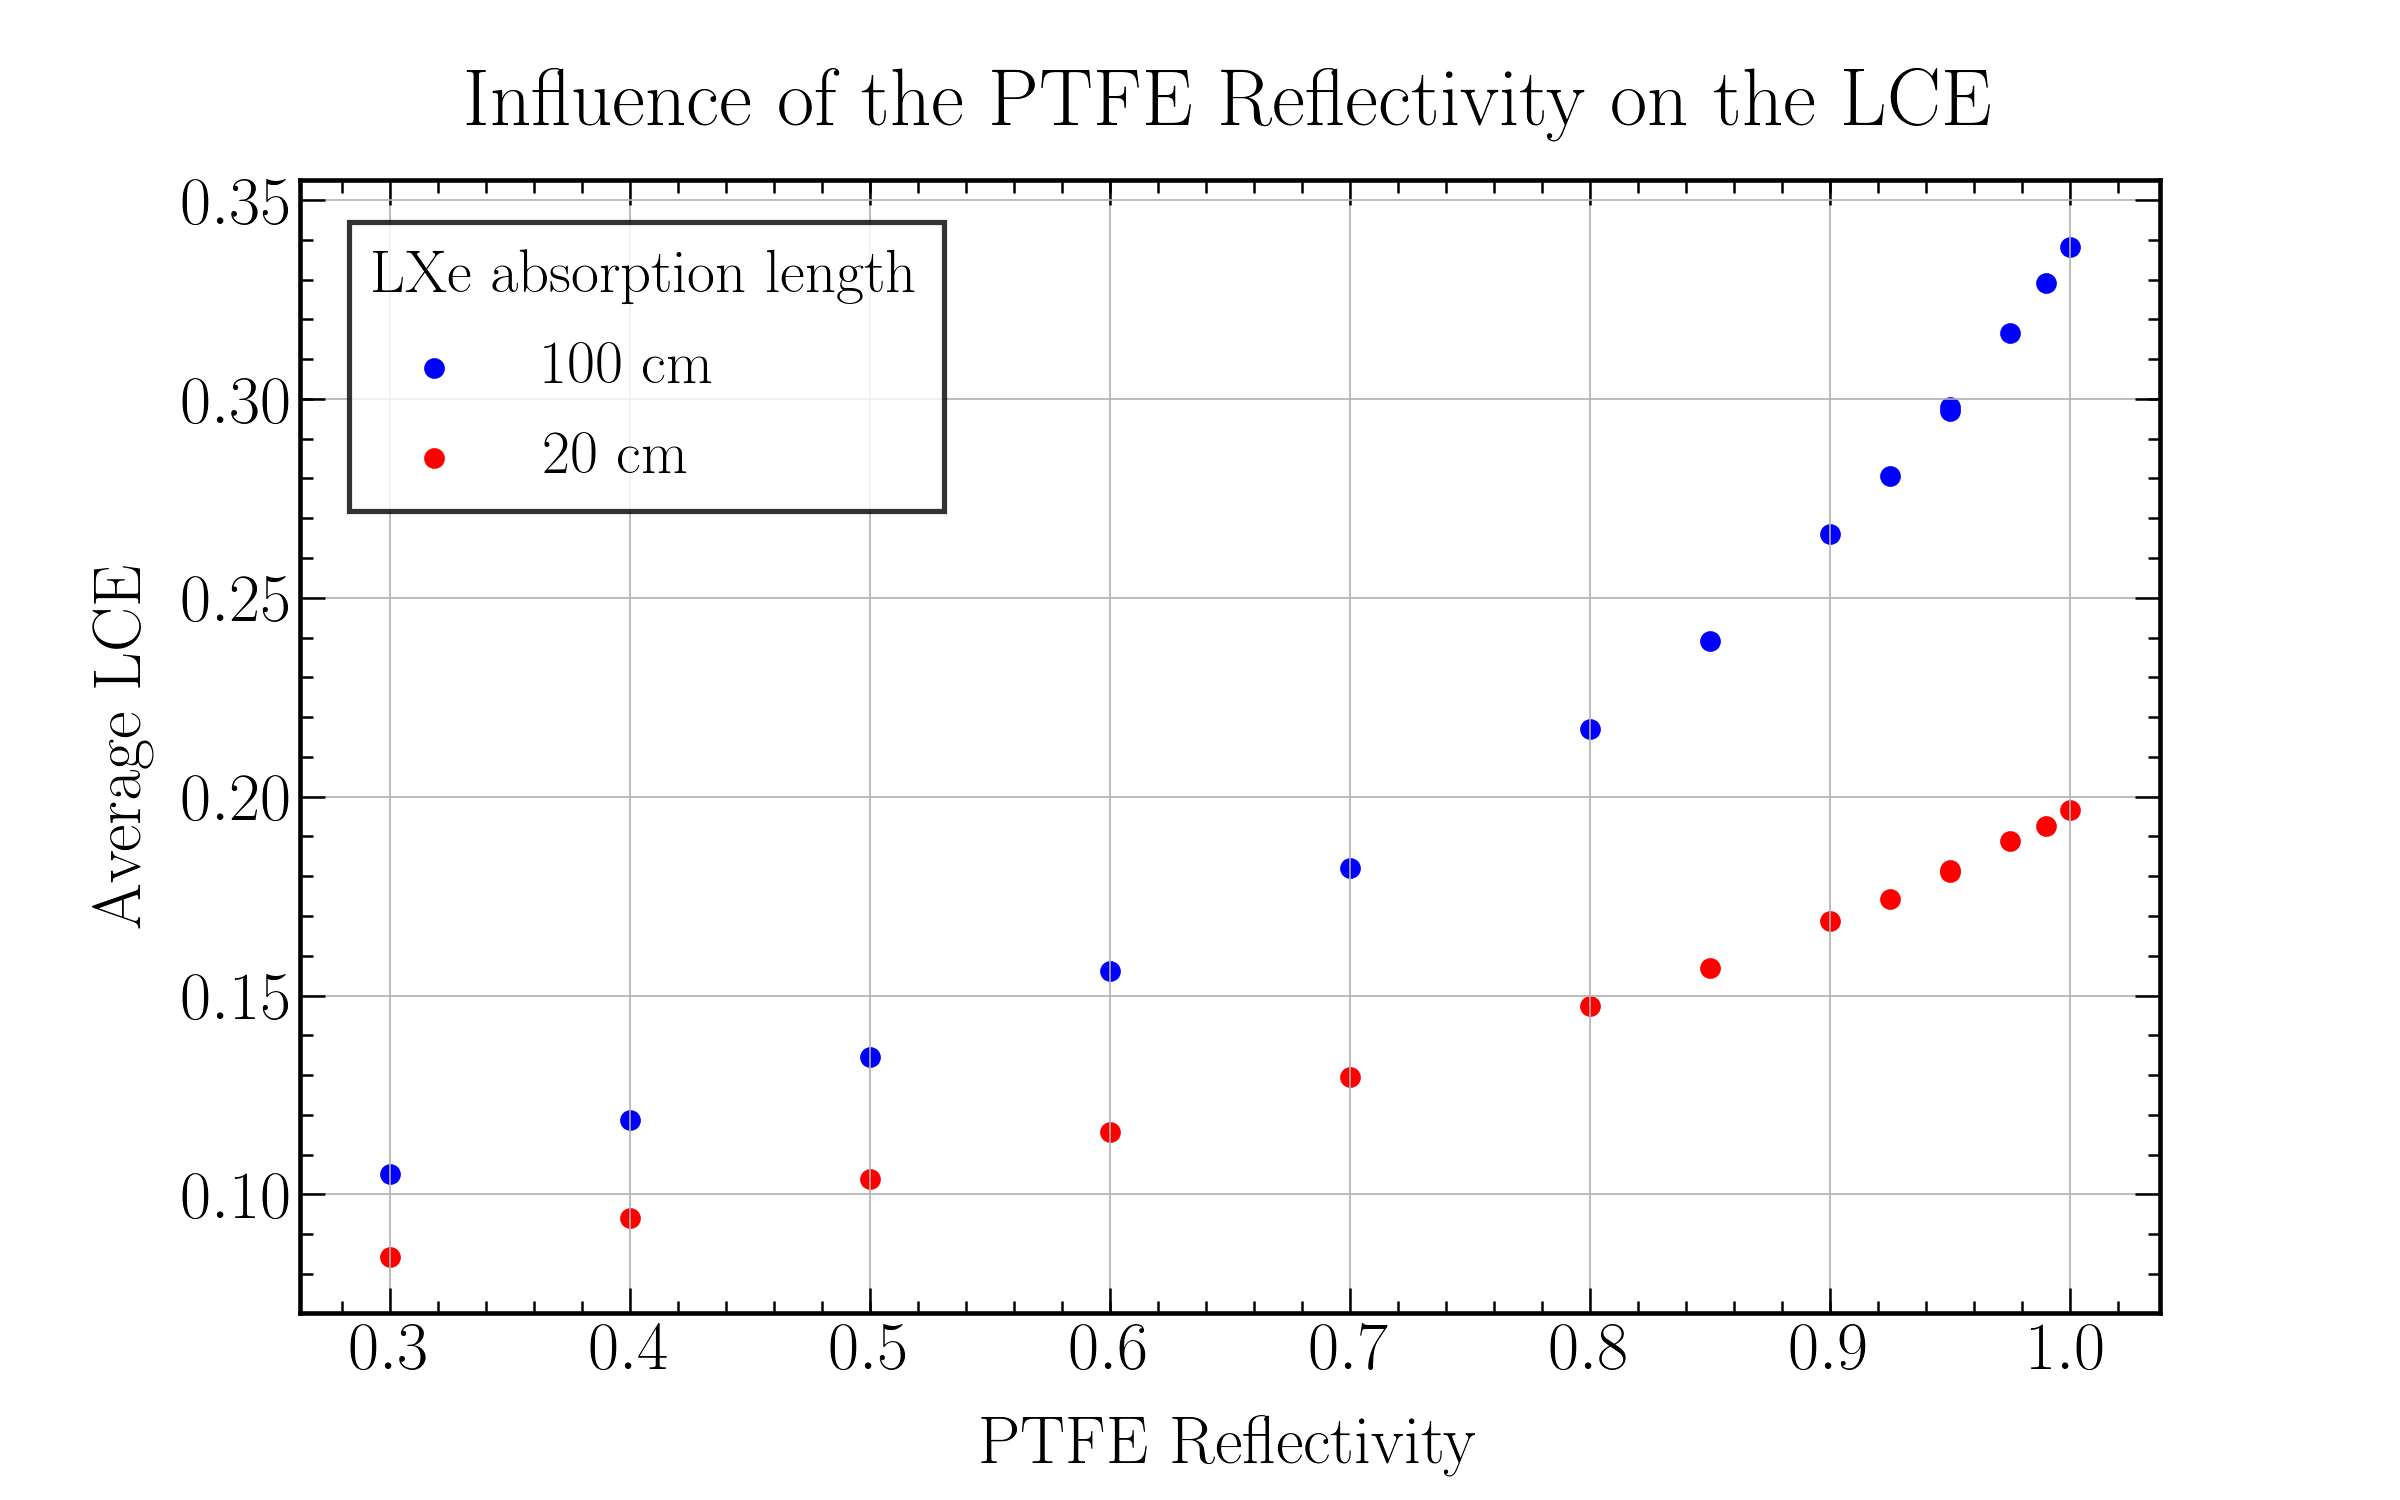 Influence of the PTFE Reflectivity on the LCE
0.35
0.30
0.25
0.20
0.15
0.10
Average LCE
LXe absorption length
100 cm
20 cm
0.3 0.4 0.5 0.6 0.7 0.8 0.9 1.0
PTFE Reflectivity